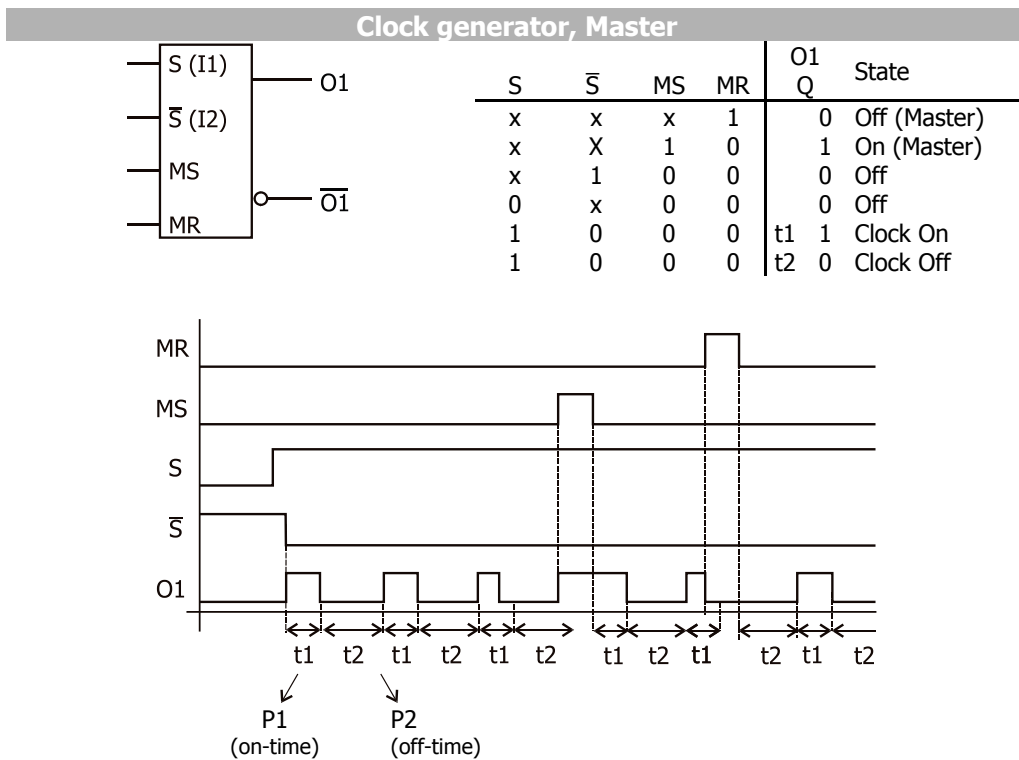 Clock generator, Master
S (I1)
O1
S̅ (I2)
MS
O̅1̅
MR
O1
S S̅ MS MR Q State
x x x 1 0 Off (Master)
x X 1 0 1 On (Master)
x 1 0 0 0 Off
0 x 0 0 0 Off
1 0 0 0 t1 1 Clock On
1 0 0 0 t2 0 Clock Off
MR
MS
S
S̅
O1
t1 t2 t1 t2 t1 t2 t1 t2 t1 t2 t1 t2
P1 P2
(on-time) (off-time)